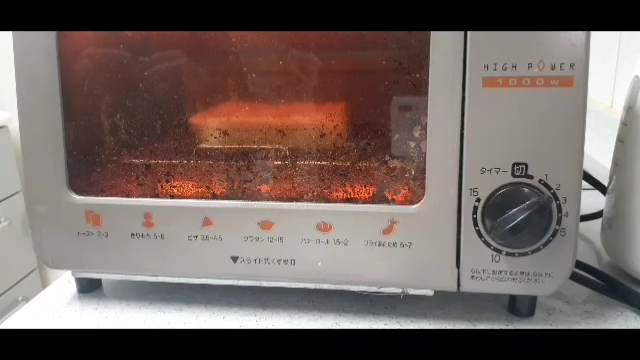 HIGH POWER
1000w
タイマー 切
1
2
3
4
5
10
15
トースト 2~3
きりもち 5~6
ピザ 3.5~4.5
グラタン 12~15
バターロール 1.5~2
フライあたため 5~7
▼スライド式くず受け